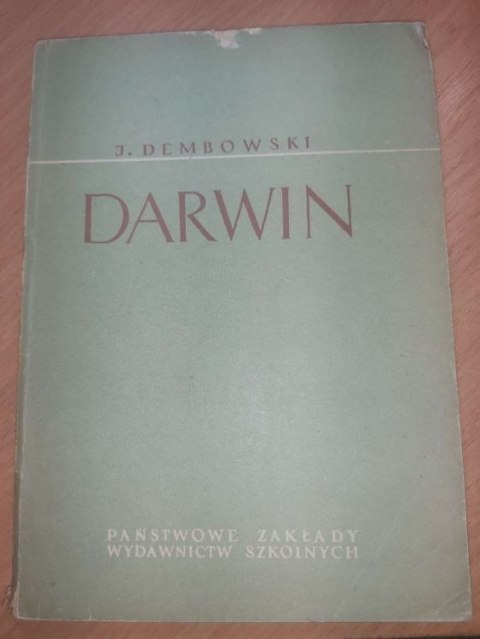 J. DEMBOWSKI
DARWIN
PAŃSTWOWE ZAKŁADY
WYDAWNICTW SZKOLNYCH